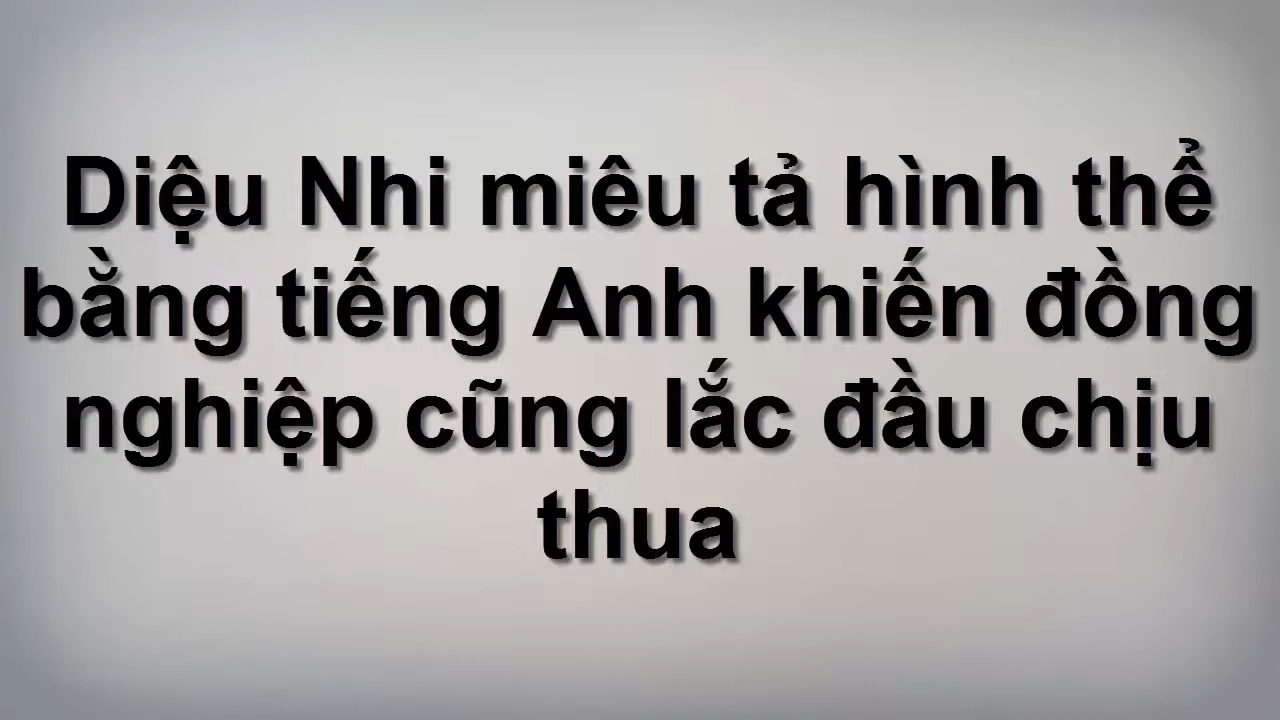 Diệu Nhi miêu tả hình thể
bằng tiếng Anh khiến đồng
nghiệp cũng lắc đầu chịu
thua